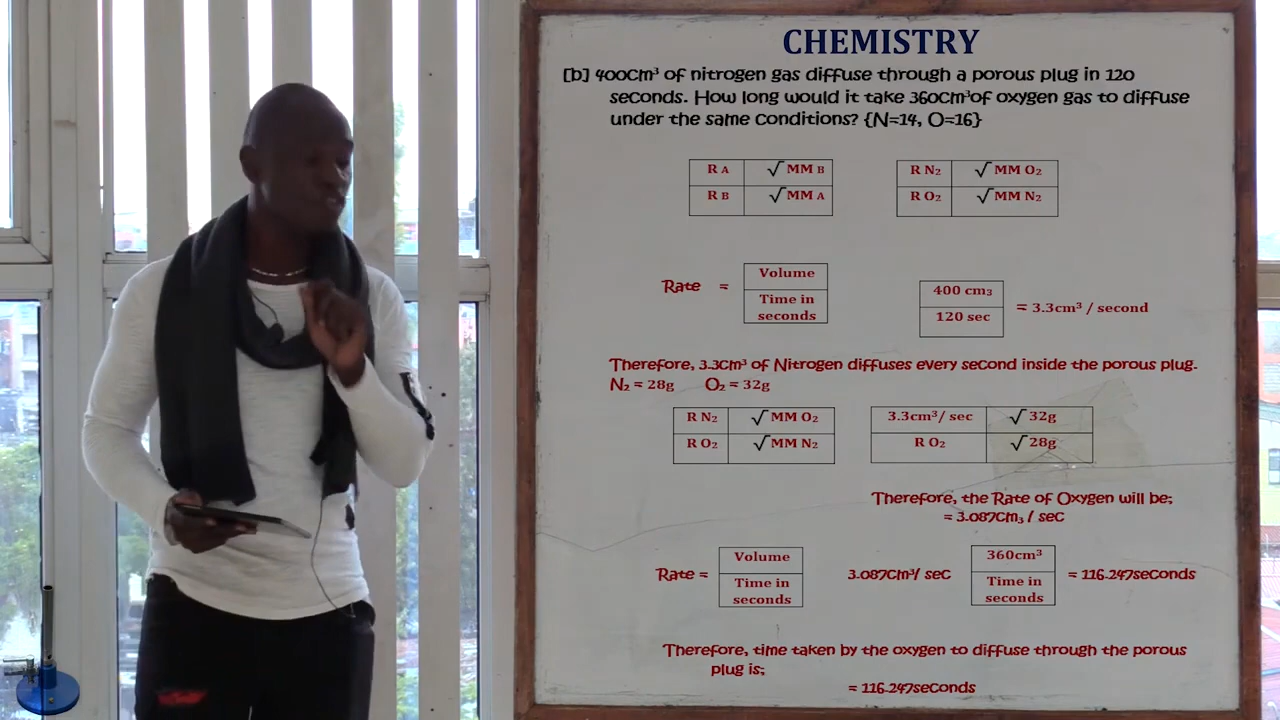 CHEMISTRY
[b] 400cm³ of nitrogen gas diffuse through a porous plug in 120
seconds. How long would it take 360cm³of oxygen gas to diffuse
under the same conditions? {N=14, O=16}
R A √ MM B R N₂ √ MM O₂
R B √ MM A R O₂ √ MM N₂
Rate = Volume
Time in
seconds
400 cm₃
120 sec
= 3.3cm³ / second
Therefore, 3.3cm³ of Nitrogen diffuses every second inside the porous plug.
N₂ = 28g O₂ = 32g
R N₂ √ MM O₂ 3.3cm³/ sec √ 32g
R O₂ √ MM N₂ R O₂ √ 28g
Therefore, the Rate of Oxygen will be;
= 3.087cm₃ / sec
Rate = Volume
Time in
seconds
3.087cm³/ sec
360cm³
Time in
seconds
= 116.247seconds
Therefore, time taken by the oxygen to diffuse through the porous
plug is;
= 116.247seconds